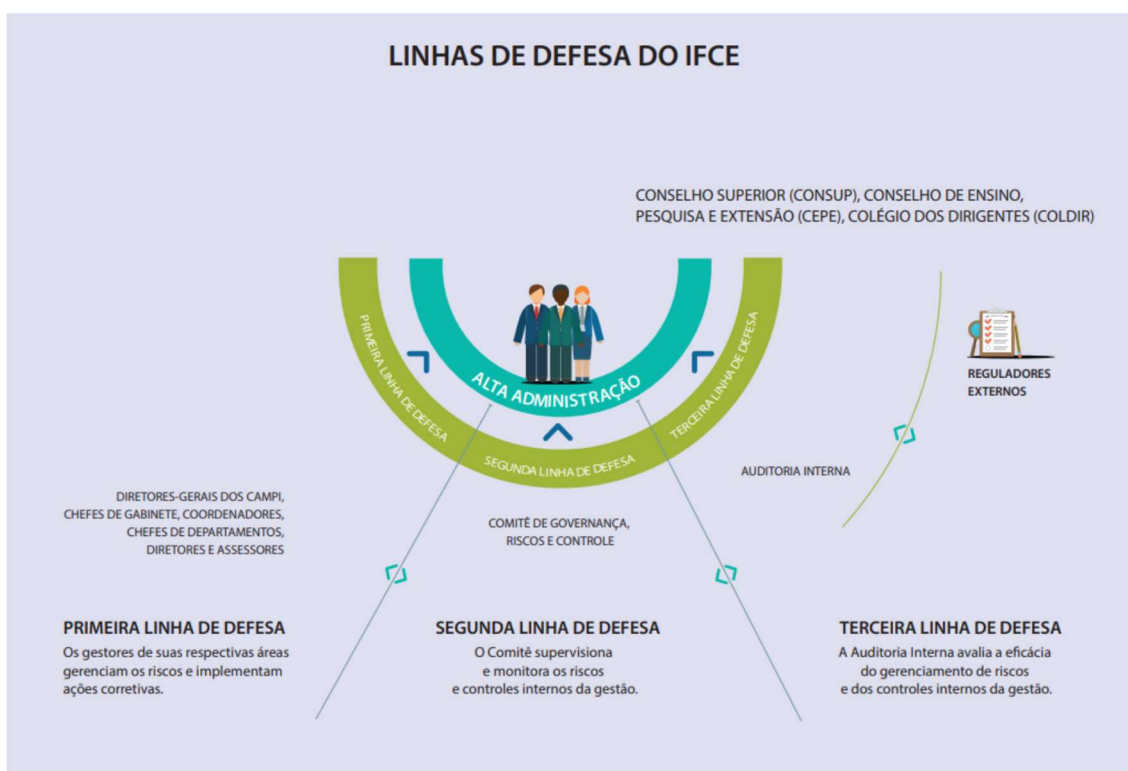 LINHAS DE DEFESA DO IFCE
CONSELHO SUPERIOR (CONSUP), CONSELHO DE ENSINO,
PESQUISA E EXTENSÃO (CEPE), COLÉGIO DOS DIRIGENTES (COLDIR)
PRIMEIRA LINHA DE DEFESA
ALTA ADMINISTRAÇÃO
SEGUNDA LINHA DE DEFESA
TERCEIRA LINHA DE DEFESA
REGULADORES
EXTERNOS
AUDITORIA INTERNA
DIRETORES-GERAIS DOS CAMPI,
CHEFES DE GABINETE, COORDENADORES,
CHEFES DE DEPARTAMENTOS,
DIRETORES E ASSESSORES
COMITÊ DE GOVERNANÇA,
RISCOS E CONTROLE
PRIMEIRA LINHA DE DEFESA
Os gestores de suas respectivas áreas
gerenciam os riscos e implementam
ações corretivas.
SEGUNDA LINHA DE DEFESA
O Comitê supervisiona
e monitora os riscos
e controles internos da gestão.
TERCEIRA LINHA DE DEFESA
A Auditoria Interna avalia a eficácia
do gerenciamento de riscos
e dos controles internos da gestão.